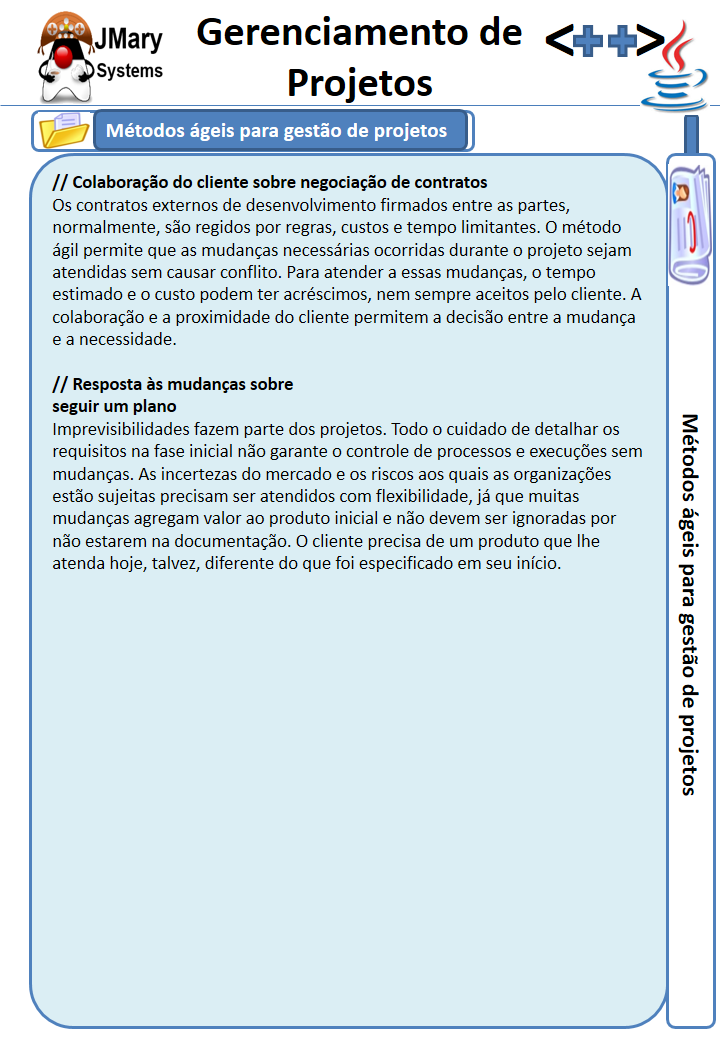 JMary
Systems
Gerenciamento de
Projetos
<++>
Métodos ágeis para gestão de projetos
// Colaboração do cliente sobre negociação de contratos
Os contratos externos de desenvolvimento firmados entre as partes,
normalmente, são regidos por regras, custos e tempo limitantes. O método
ágil permite que as mudanças necessárias ocorridas durante o projeto sejam
atendidas sem causar conflito. Para atender a essas mudanças, o tempo
estimado e o custo podem ter acréscimos, nem sempre aceitos pelo cliente. A
colaboração e a proximidade do cliente permitem a decisão entre a mudança
e a necessidade.
// Resposta às mudanças sobre
seguir um plano
Imprevisibilidades fazem parte dos projetos. Todo o cuidado de detalhar os
requisitos na fase inicial não garante o controle de processos e execuções sem
mudanças. As incertezas do mercado e os riscos aos quais as organizações
estão sujeitas precisam ser atendidos com flexibilidade, já que muitas
mudanças agregam valor ao produto inicial e não devem ser ignoradas por
não estarem na documentação. O cliente precisa de um produto que lhe
atenda hoje, talvez, diferente do que foi especificado em seu início.
Métodos ágeis para gestão de projetos